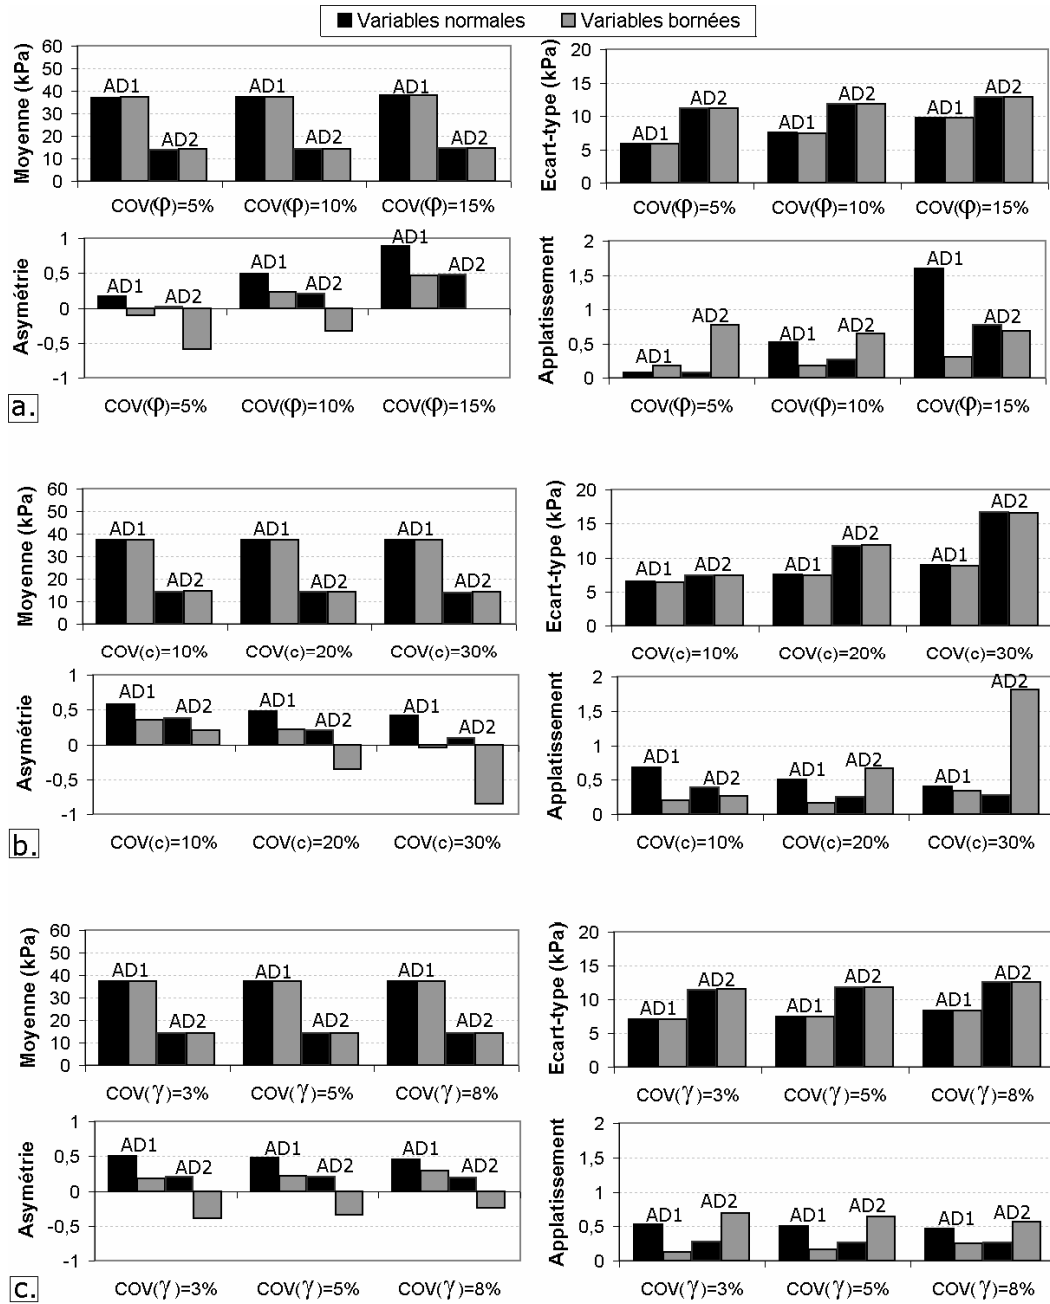 Variables normales Variables bornées
Moyenne (kPa)
60
50
40
30
20
10
0
AD1 AD2 AD1 AD2 AD1 AD2
COV(φ)=5% COV(φ)=10% COV(φ)=15%
Ecart-type (kPa)
20
15
10
5
0
AD1 AD2 AD1 AD2 AD1 AD2
COV(φ)=5% COV(φ)=10% COV(φ)=15%
Asymétrie
1
0,5
0
-0,5
-1
AD1 AD2 AD1 AD2 AD1 AD2
COV(φ)=5% COV(φ)=10% COV(φ)=15%
Applatissement
2
1,5
1
0,5
0
AD1 AD2 AD1 AD2 AD1 AD2
COV(φ)=5% COV(φ)=10% COV(φ)=15%
a.
Moyenne (kPa)
60
50
40
30
20
10
0
AD1 AD2 AD1 AD2 AD1 AD2
COV(c)=10% COV(c)=20% COV(c)=30%
Ecart-type (kPa)
20
15
10
5
0
AD1 AD2 AD1 AD2 AD1 AD2
COV(c)=10% COV(c)=20% COV(c)=30%
Asymétrie
1
0,5
0
-0,5
-1
AD1 AD2 AD1 AD2 AD1 AD2
COV(c)=10% COV(c)=20% COV(c)=30%
Applatissement
2
1,5
1
0,5
0
AD1 AD2 AD1 AD2 AD1 AD2
COV(c)=10% COV(c)=20% COV(c)=30%
b.
Moyenne (kPa)
60
50
40
30
20
10
0
AD1 AD2 AD1 AD2 AD1 AD2
COV(γ)=3% COV(γ)=5% COV(γ)=8%
Ecart-type (kPa)
20
15
10
5
0
AD1 AD2 AD1 AD2 AD1 AD2
COV(γ)=3% COV(γ)=5% COV(γ)=8%
Asymétrie
1
0,5
0
-0,5
-1
AD1 AD2 AD1 AD2 AD1 AD2
COV(γ)=3% COV(γ)=5% COV(γ)=8%
Applatissement
2
1,5
1
0,5
0
AD1 AD2 AD1 AD2 AD1 AD2
COV(γ)=3% COV(γ)=5% COV(γ)=8%
c.